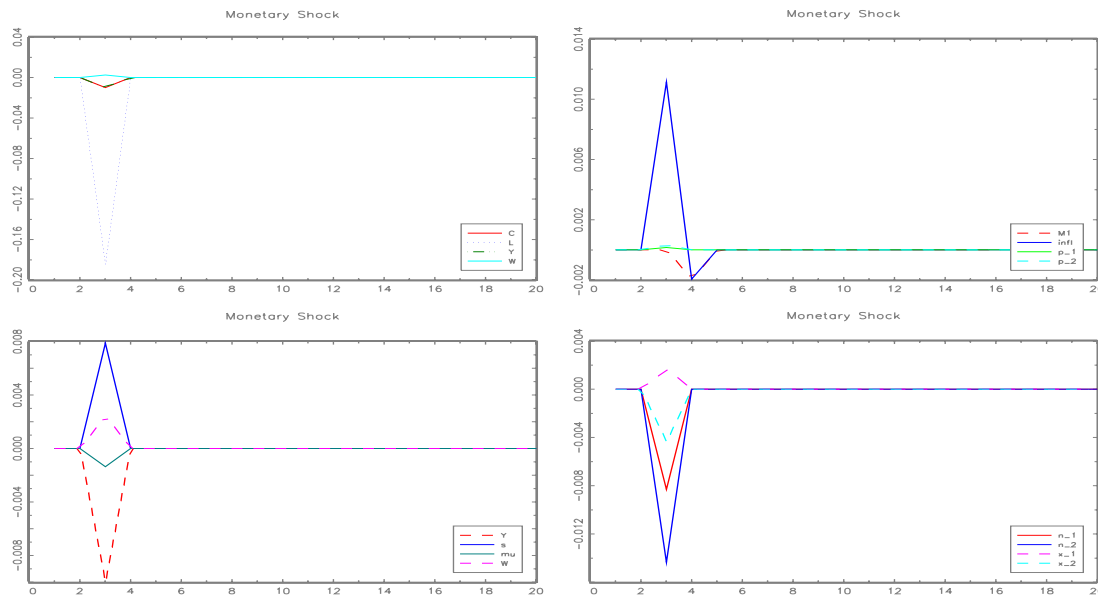 Monetary Shock
0.04
0.00
−0.04
−0.08
−0.12
−0.16
−0.20
0 2 4 6 8 10 12 14 16 18 20
C
L
Y
W
Monetary Shock
0.014
0.010
0.006
0.002
−0.002
0 2 4 6 8 10 12 14 16 18 20
M1
infl
p_1
p_2
Monetary Shock
0.008
0.004
0.000
−0.004
−0.008
0 2 4 6 8 10 12 14 16 18 20
Y
s
mu
W
Monetary Shock
0.004
0.000
−0.004
−0.008
−0.012
0 2 4 6 8 10 12 14 16 18 20
n_1
n_2
x_1
x_2